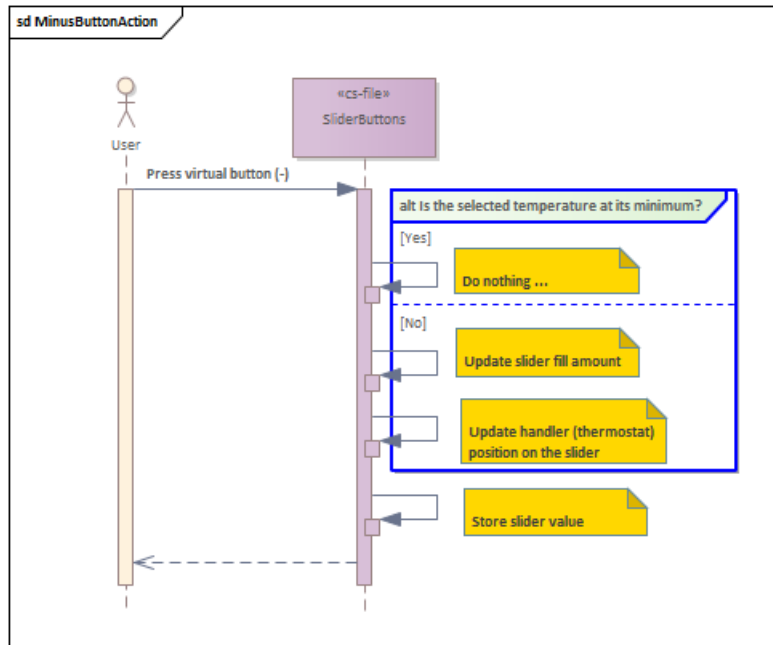 sd MinusButtonAction
«cs-file»
SliderButtons
User
Press virtual button (-)
alt Is the selected temperature at its minimum?
[Yes]
Do nothing ...
[No]
Update slider fill amount
Update handler (thermostat)
position on the slider
Store slider value